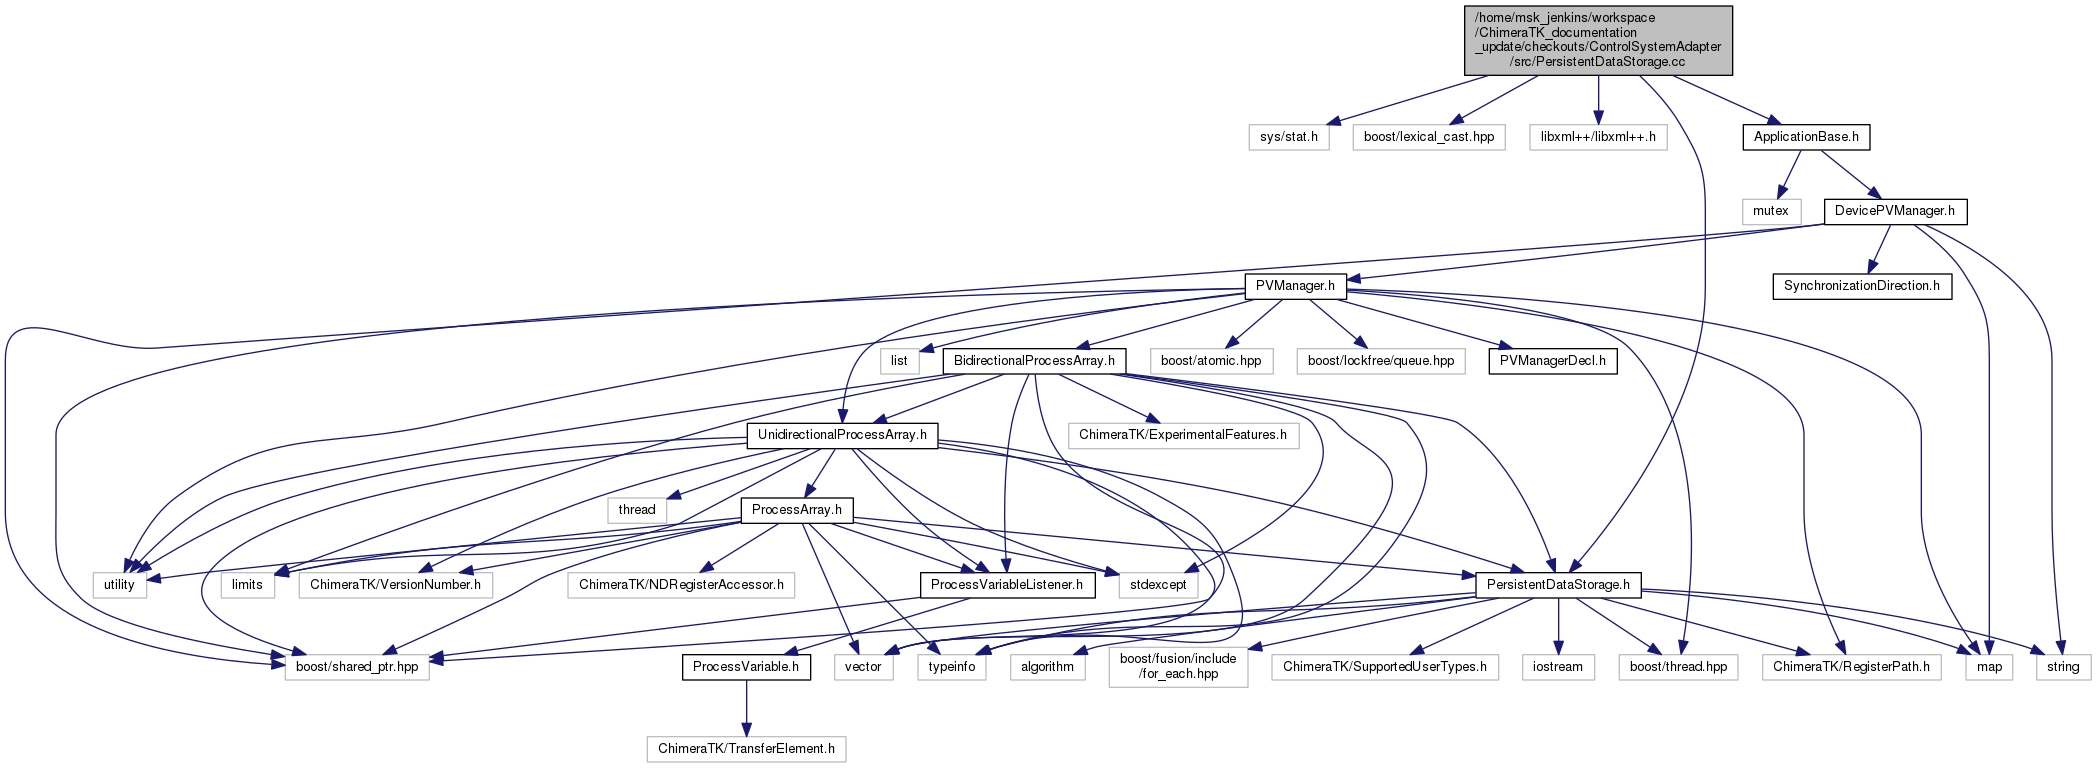 /home/msk_jenkins/workspace
/ChimeraTK_documentation
_update/checkouts/ControlSystemAdapter
/src/PersistentDataStorage.cc
sys/stat.h
boost/lexical_cast.hpp
libxml++/libxml++.h
ApplicationBase.h
mutex
DevicePVManager.h
PVManager.h
SynchronizationDirection.h
list
BidirectionalProcessArray.h
boost/atomic.hpp
boost/lockfree/queue.hpp
PVManagerDecl.h
UnidirectionalProcessArray.h
ChimeraTK/ExperimentalFeatures.h
thread
ProcessArray.h
utility
limits
ChimeraTK/VersionNumber.h
ChimeraTK/NDRegisterAccessor.h
ProcessVariableListener.h
stdexcept
PersistentDataStorage.h
boost/shared_ptr.hpp
ProcessVariable.h
vector
typeinfo
algorithm
boost/fusion/include
/for_each.hpp
ChimeraTK/SupportedUserTypes.h
iostream
boost/thread.hpp
ChimeraTK/RegisterPath.h
map
string
ChimeraTK/TransferElement.h